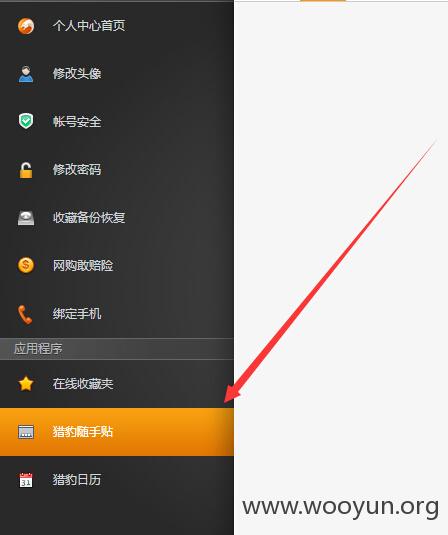 个人中心首页
修改头像
帐号安全
修改密码
收藏备份恢复
网购敢赔险
绑定手机
应用程序
在线收藏夹
猎豹随手贴
猎豹日历
31
www.wooyun.org